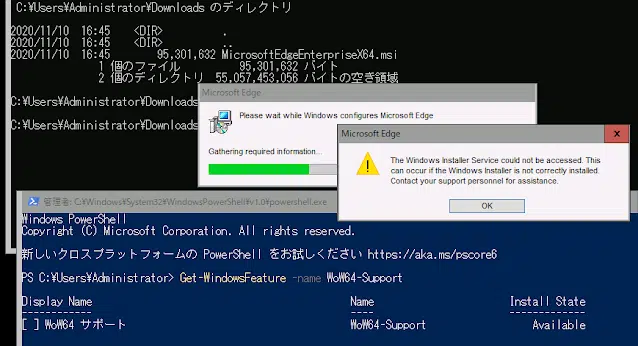 C:¥Users¥Administrator¥Downloads のディレクトリ
2020/11/10 16:45 <DIR> .
2020/11/10 16:45 <DIR> ..
2020/11/10 16:45 95,301,632 MicrosoftEdgeEnterpriseX64.msi
1 個のファイル 95,301,632 バイト
2 個のディレクトリ 55,057,453,056 バイトの空き領域
C:¥Users¥Administrator¥Downloads
C:¥Users¥Administrator¥Downloads
Microsoft Edge
Please wait while Windows configures Microsoft Edge
Gathering required information...
Microsoft Edge
x
The Windows Installer Service could not be accessed. This
can occur if the Windows Installer is not correctly installed.
Contact your support personnel for assistance.
OK
管理者: C:¥Windows¥System32¥WindowsPowerShell¥v1.0¥powershell.exe
Windows PowerShell
Copyright (C) Microsoft Corporation. All rights reserved.
新しいクロスプラットフォームの PowerShell をお試しください https://aka.ms/pscore6
PS C:¥Users¥Administrator> Get-WindowsFeature -name WoW64-Support
Display Name Name Install State
------------ ---- -------------
[ ] WoW64 サポート WoW64-Support Available